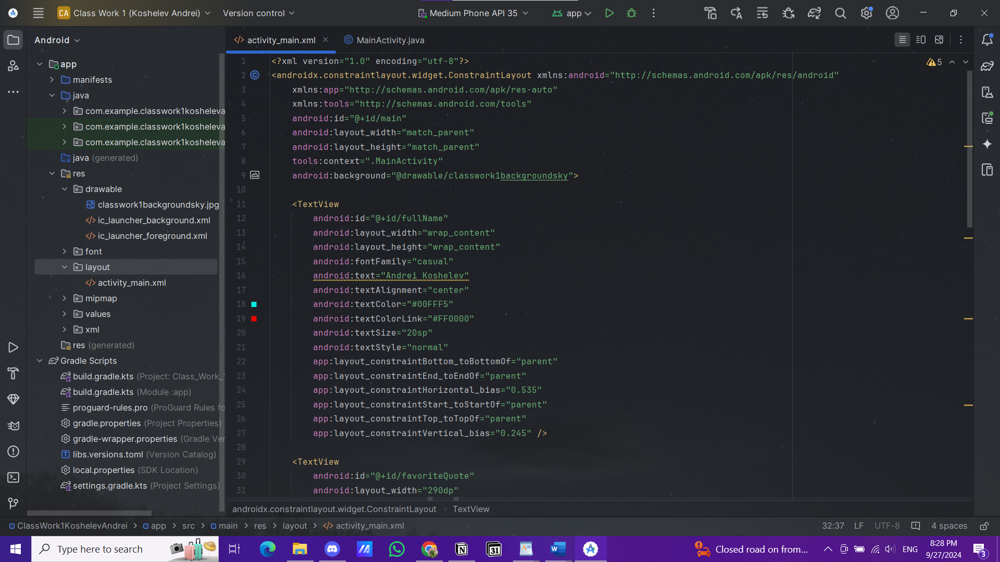 CA Class Work 1 (Koshelev Andrei) Version control Medium Phone API 35 app
Android
activity_main.xml MainActivity.java
app
manifests
java
com.example.classwork1басkosheleva
com.example.classwork1kosheleva
com.example.classwork1kosheleva
java (generated)
res
drawable
classwork1backgroundsky.jpg
ic_launcher_background.xml
ic_launcher_foreground.xml
font
layout
activity_main.xml
mipmap
values
xml
res (generated)
Gradle Scripts
build.gradle.kts (Project: Class_Work_1
build.gradle.kts (Module :app)
proguard-rules.pro (ProGuard Rules fo
gradle.properties (Project Properties)
gradle-wrapper.properties (Gradle Ver
libs.versions.toml (Version Catalog)
local.properties (SDK Location)
settings.gradle.kts (Project Settings)
5
1 <?xml version="1.0" encoding="utf-8"?>
2 <androidx.constraintlayout.widget.ConstraintLayout xmlns:android="http://schemas.android.com/apk/res/android"
3 xmlns:app="http://schemas.android.com/apk/res-auto"
4 xmlns:tools="http://schemas.android.com/tools"
5 android:id="@+id/main"
6 android:layout_width="match_parent"
7 android:layout_height="match_parent"
8 tools:context=".MainActivity"
9 android:background="@drawable/classwork1backgroundsky">
10
11 <TextView
12 android:id="@+id/fullName"
13 android:layout_width="wrap_content"
14 android:layout_height="wrap_content"
15 android:fontFamily="casual"
16 android:text="Andrei Koshelev"
17 android:textAlignment="center"
18 android:textColor="#00FFF5"
19 android:textColorLink="#FF0000"
20 android:textSize="20sp"
21 android:textStyle="normal"
22 app:layout_constraintBottom_toBottomOf="parent"
23 app:layout_constraintEnd_toEndOf="parent"
24 app:layout_constraintHorizontal_bias="0.535"
25 app:layout_constraintStart_toStartOf="parent"
26 app:layout_constraintTop_toTopOf="parent"
27 app:layout_constraintVertical_bias="0.245" />
28
29 <TextView
30 android:id="@+id/favoriteQuote"
31 android:layout_width="290dp"
androidx.constraintlayout.widget.ConstraintLayout › TextView
ClassWork1KoshelevAndrei > app > src > main > res > layout > activity_main.xml 32:37 LF UTF-8 4 spaces
Type here to search 31 Closed road on from... ENG 8:28 PM
9/27/2024 3